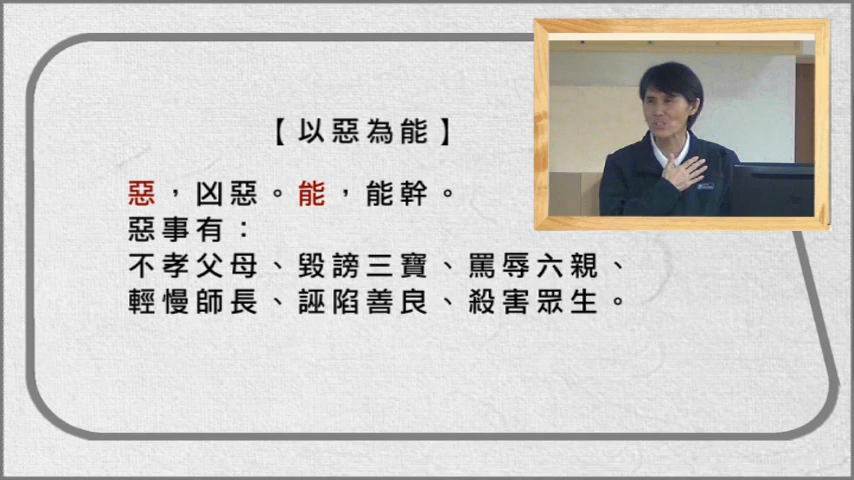 【以惡為能】
惡，凶惡。能，能幹。
惡事有：
不孝父母、毀謗三寶、罵辱六親、
輕慢師長、誣陷善良、殺害眾生。